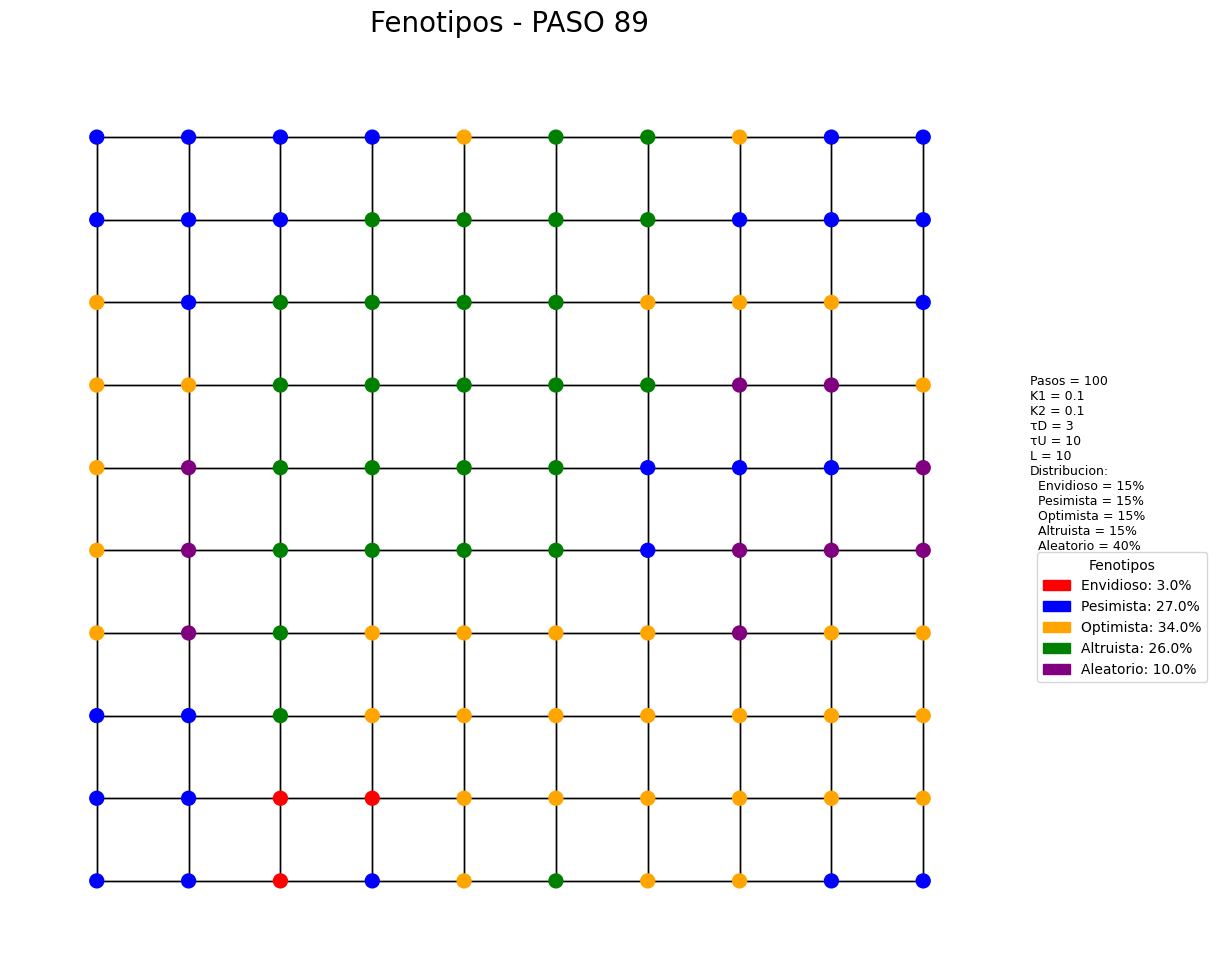 Fenotipos - PASO 89
Pasos = 100
K1 = 0.1
K2 = 0.1
τD = 3
τU = 10
L = 10
Distribucion:
Envidioso = 15%
Pesimista = 15%
Optimista = 15%
Altruista = 15%
Aleatorio = 40%
Fenotipos
Envidioso: 3.0%
Pesimista: 27.0%
Optimista: 34.0%
Altruista: 26.0%
Aleatorio: 10.0%